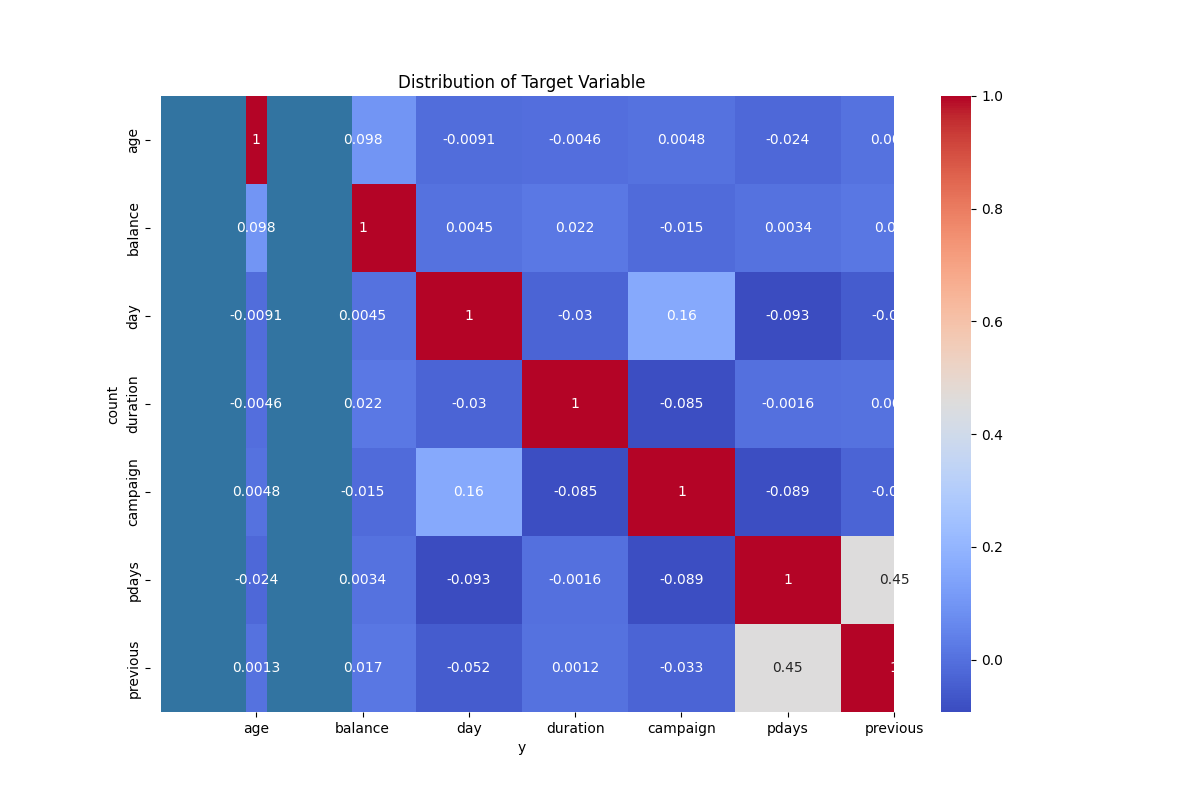 Distribution of Target Variable
age 1 0.098 -0.0091 -0.0046 0.0048 -0.024
balance 0.098 1 0.0045 0.022 -0.015 0.0034
day -0.0091 0.0045 1 -0.03 0.16 -0.093
duration -0.0046 0.022 -0.03 1 -0.085 -0.0016
campaign 0.0048 -0.015 0.16 -0.085 1 -0.089
pdays -0.024 0.0034 -0.093 -0.0016 -0.089 1 0.45
previous 0.0013 0.017 -0.052 0.0012 -0.033 0.45 1
count
age balance day duration campaign pdays previous
y
1.0
0.8
0.6
0.4
0.2
0.0